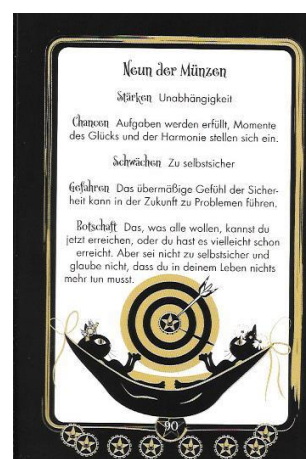 Neun der Münzen
Stärken Unabhängigkeit
Chancen Aufgaben werden erfüllt, Momente
des Glücks und der Harmonie stellen sich ein.
Schwächen Zu selbstsicher
Gefahren Das übermäßige Gefühl der Sicher-
heit kann in der Zukunft zu Problemen führen.
Botschaft Das, was alle wollen, kannst du
jetzt erreichen, oder du hast es vielleicht schon
erreicht. Aber sei nicht zu selbstsicher und
glaube nicht, dass du in deinem Leben nichts
mehr tun musst.
90